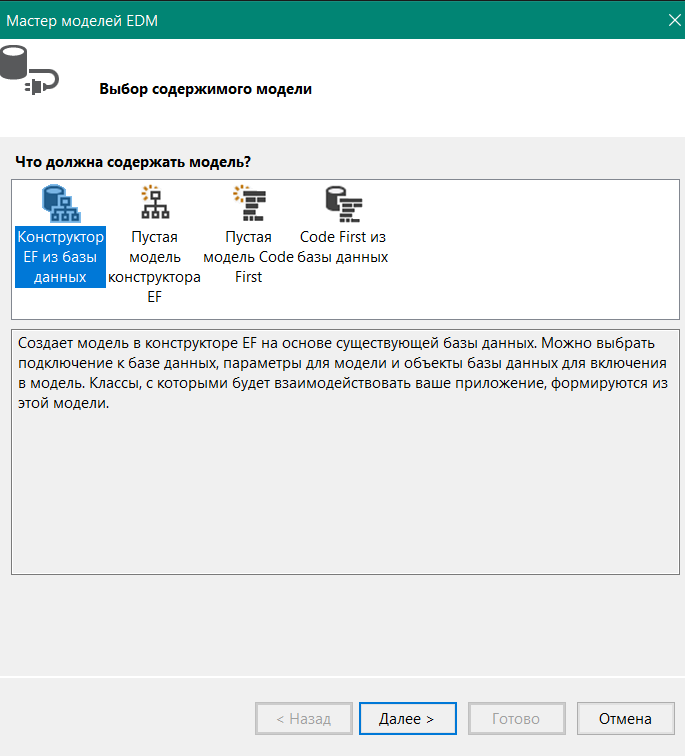 Мастер моделей EDM
Выбор содержимого модели
Что должна содержать модель?
Конструктор
EF из базы
данных
Пустая
модель
конструктора
EF
Пустая
модель Code
First
Code First из
базы данных
Создает модель в конструкторе EF на основе существующей базы данных. Можно выбрать
подключение к базе данных, параметры для модели и объекты базы данных для включения
в модель. Классы, с которыми будет взаимодействовать ваше приложение, формируются из
этой модели.
< Назад
Далее >
Готово
Отмена